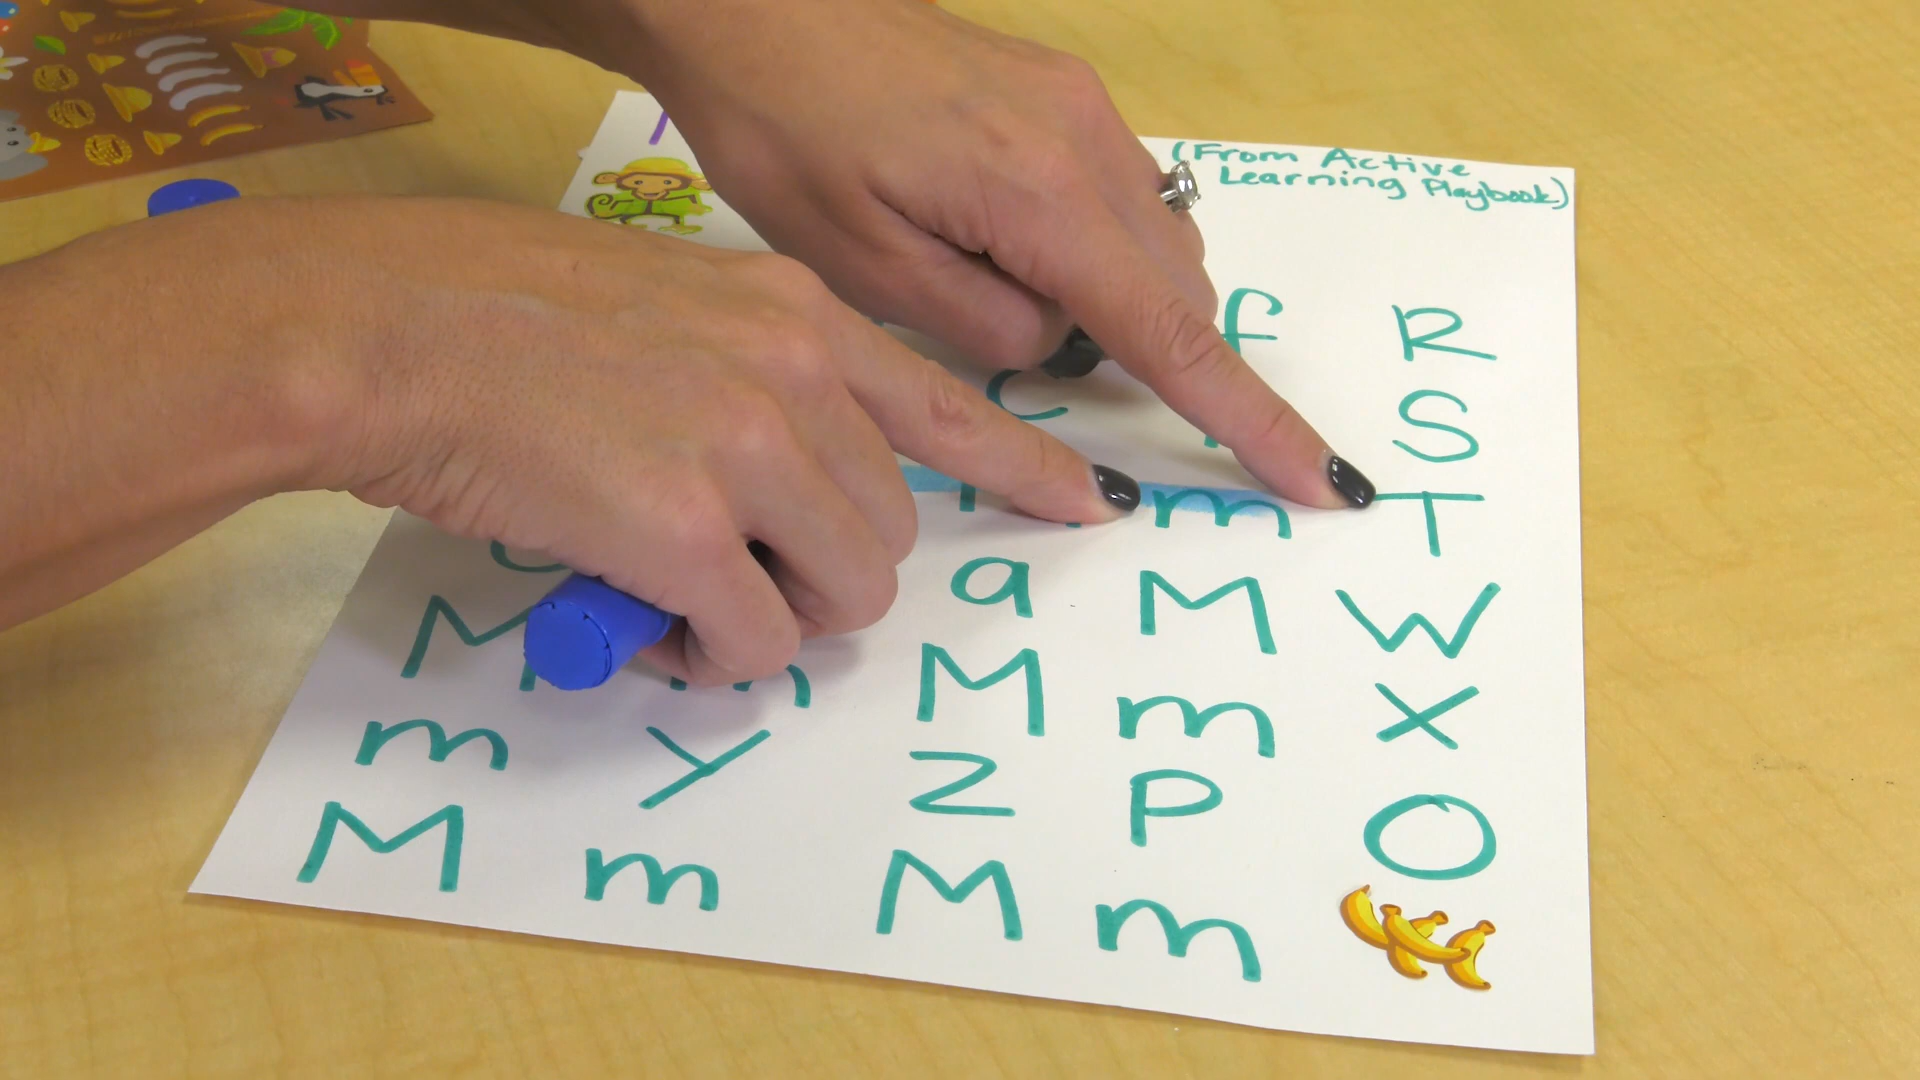 (From Active
Learning Playbook)
f R
c S
m T
a M W
M m M m X
m y Z P O
M m M m